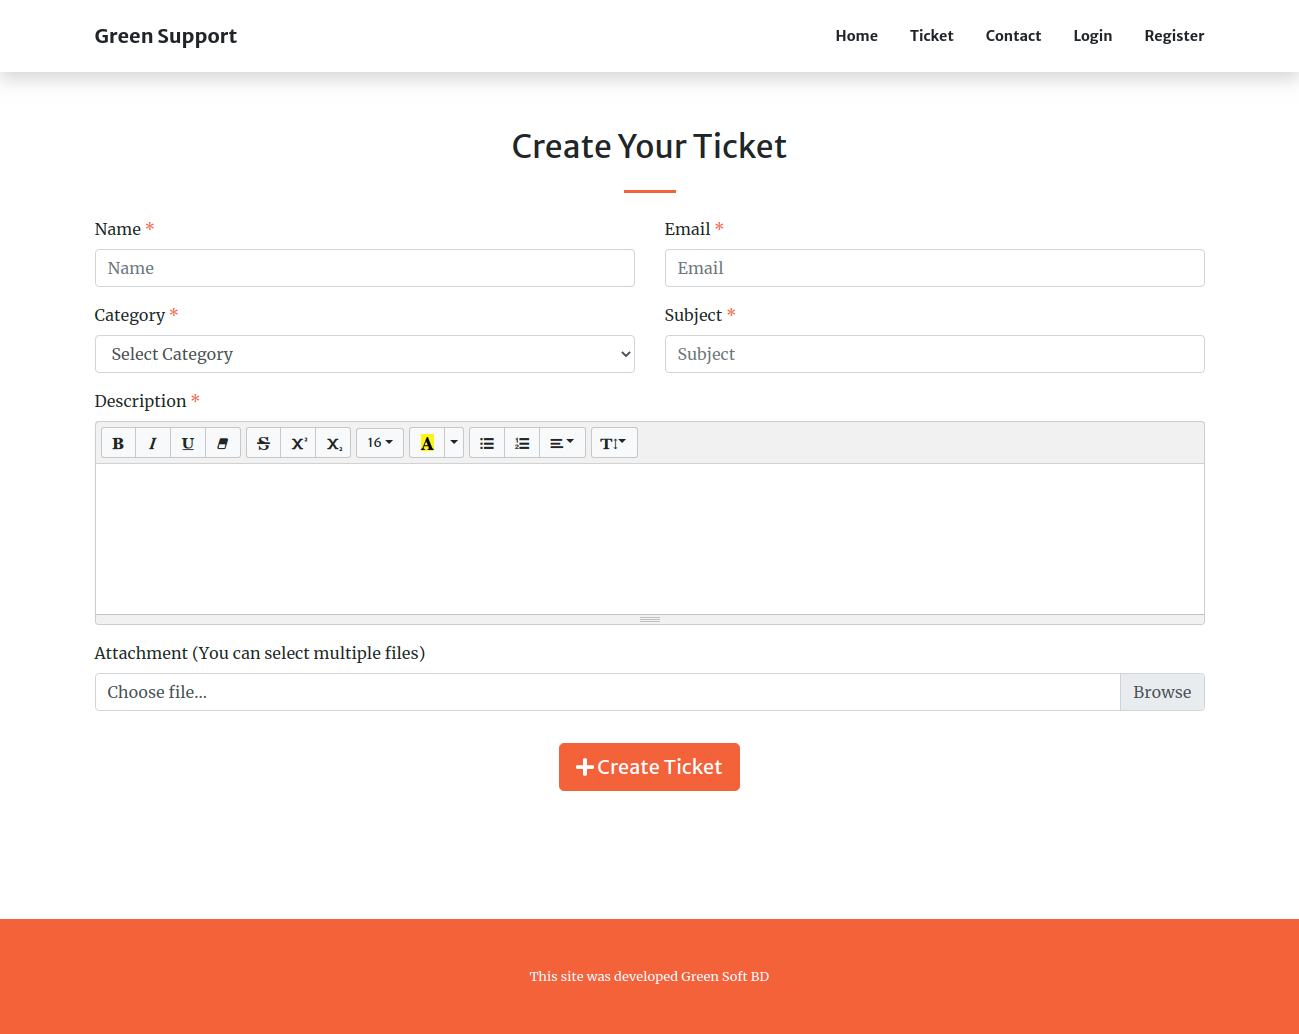 Green Support
Home Ticket Contact Login Register
Create Your Ticket
Name * Email *
Name Email
Category * Subject *
Select Category Subject
Description *
B I U S X² X₂ 16 A T
Attachment (You can select multiple files)
Choose file... Browse
Create Ticket
This site was developed Green Soft BD